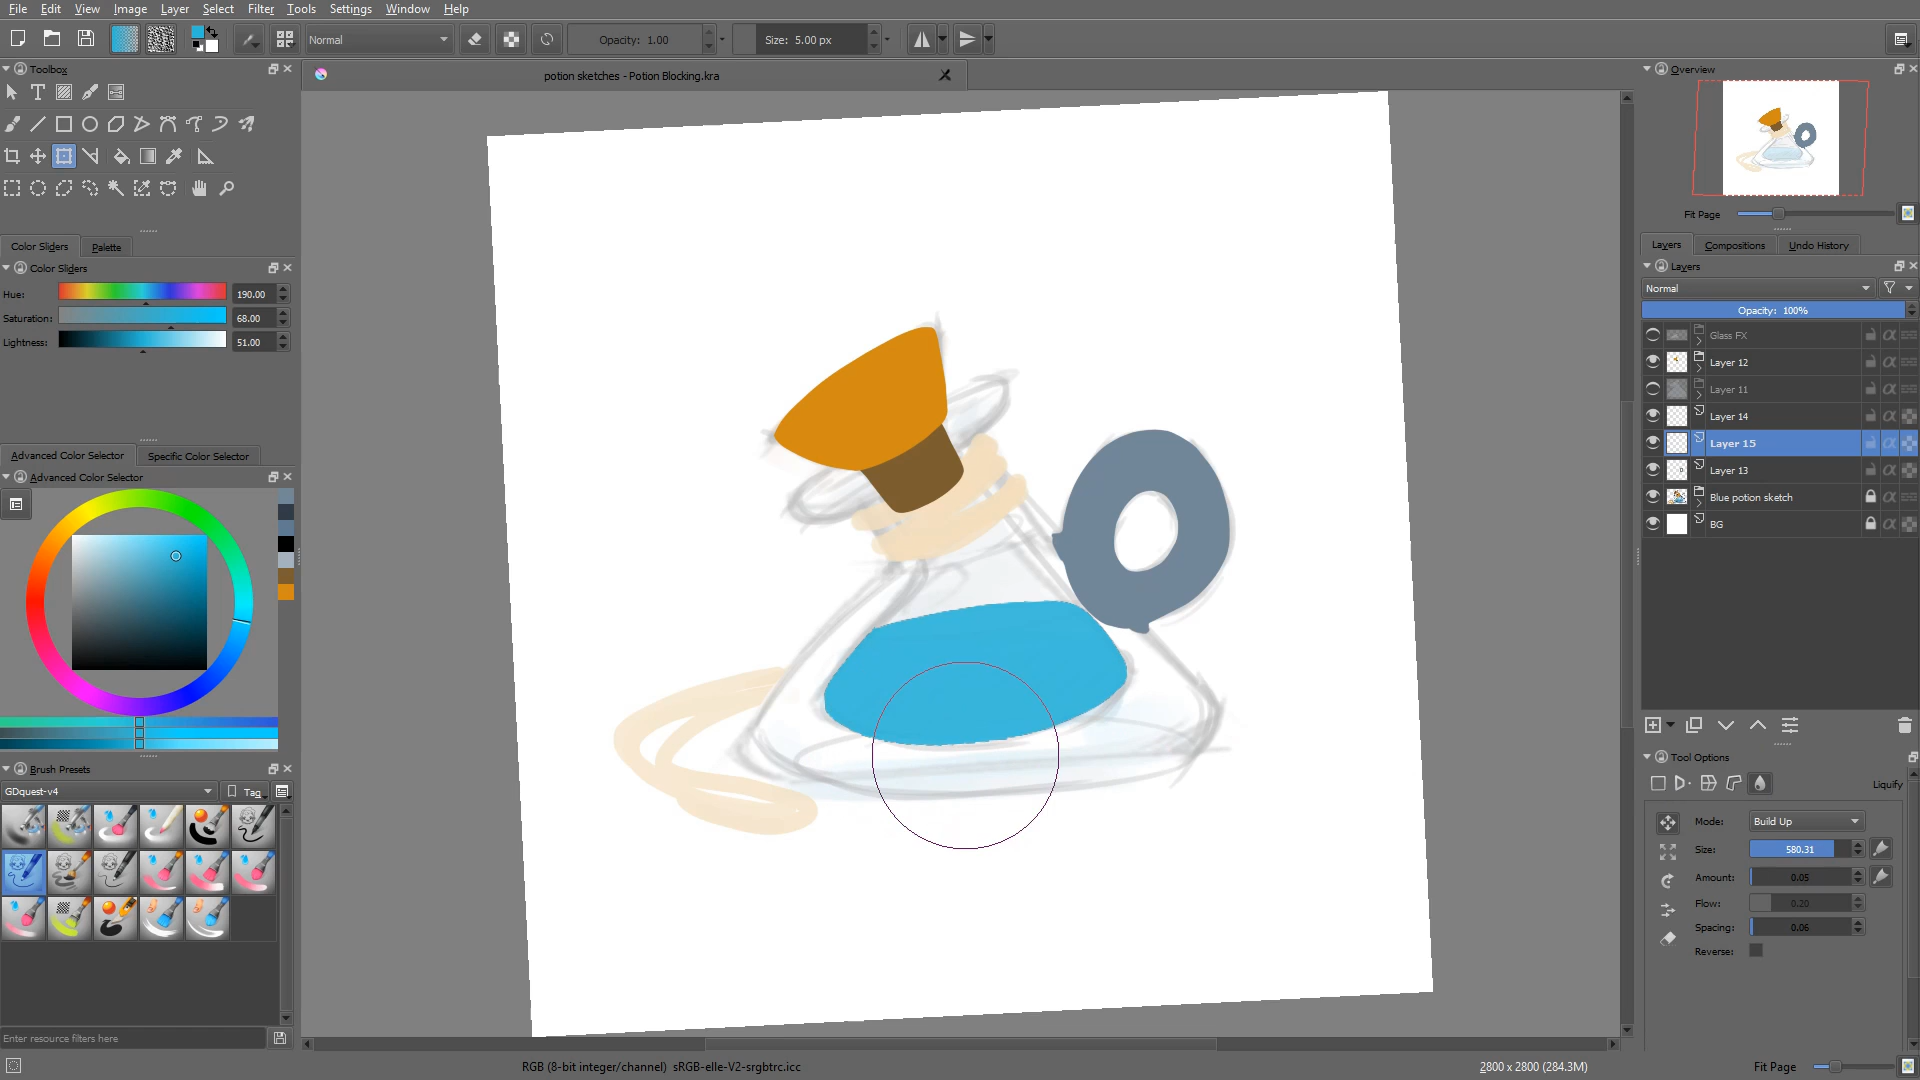 File Edit View Image Layer Select Filter Tools Settings Window Help
Normal Opacity: 1.00 Size: 5.00 px
Toolbox
potion sketches - Potion Blocking.kra
Overview
Fit Page
Color Sliders Palette
Color Sliders
Hue: 190.00
Saturation: 68.00
Lightness: 51.00
Layers Compositions Undo History
Layers
Normal
Opacity: 100%
Glass FX
Layer 12
Layer 11
Layer 14
Layer 15
Layer 13
Blue potion sketch
BG
Advanced Color Selector Specific Color Selector
Advanced Color Selector
Brush Presets
GDquest-v4 Tag
Enter resource filters here
Tool Options
Liquify
Mode: Build Up
Size: 580.31
Amount: 0.05
Flow: 0.20
Spacing: 0.06
Reverse:
RGB (8-bit integer/channel) sRGB-elle-V2-srgbtrc.icc
2800 x 2800 (284.3M)
Fit Page